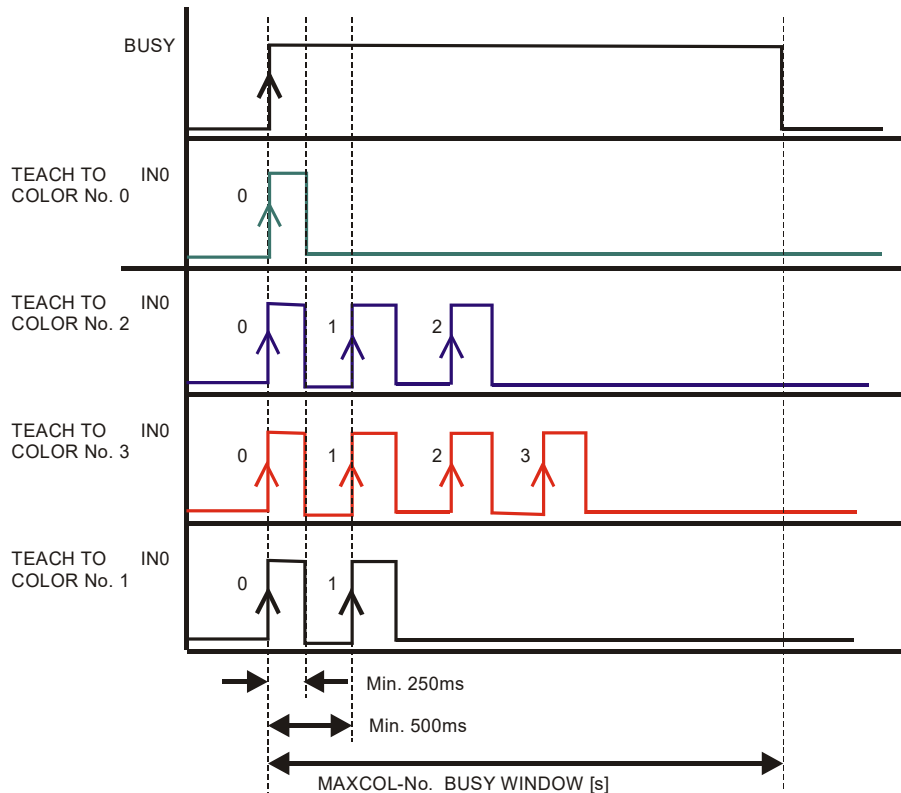 BUSY
TEACH TO IN0
COLOR No. 0
0
TEACH TO IN0
COLOR No. 2
0 1 2
TEACH TO IN0
COLOR No. 3
0 1 2 3
TEACH TO IN0
COLOR No. 1
0 1
Min. 250ms
Min. 500ms
MAXCOL-No. BUSY WINDOW [s]